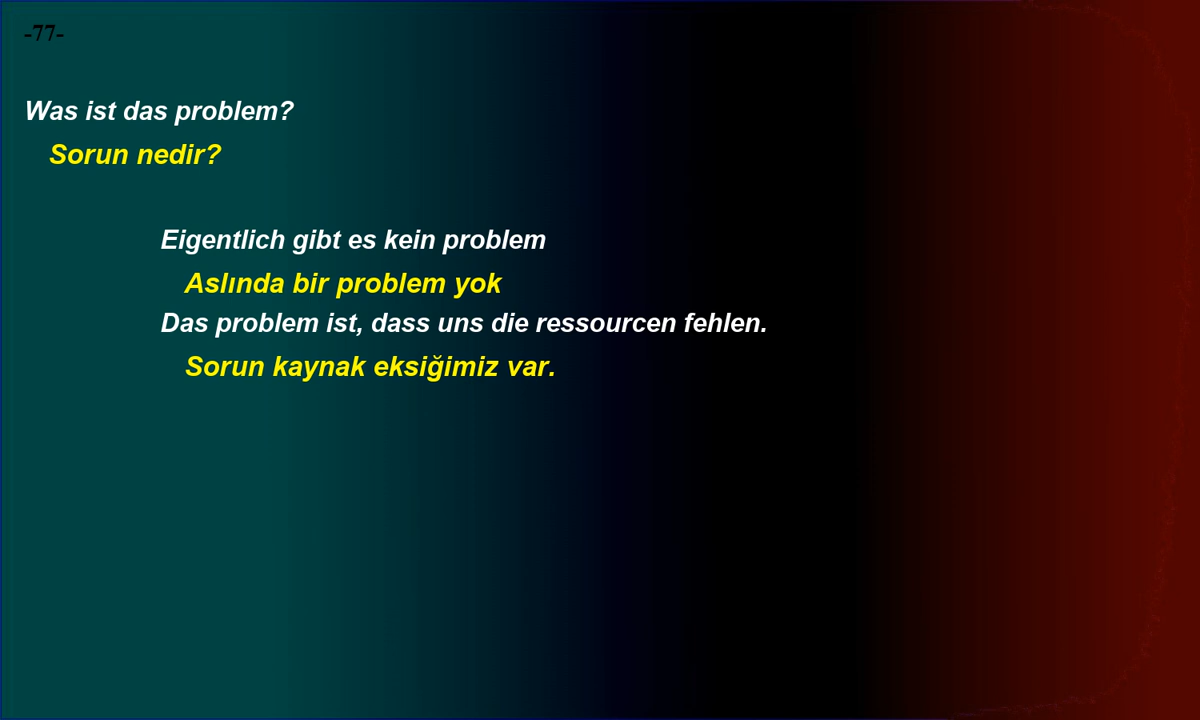 -77-
Was ist das problem?
Sorun nedir?
Eigentlich gibt es kein problem
Aslında bir problem yok
Das problem ist, dass uns die ressourcen fehlen.
Sorun kaynak eksiğimiz var.